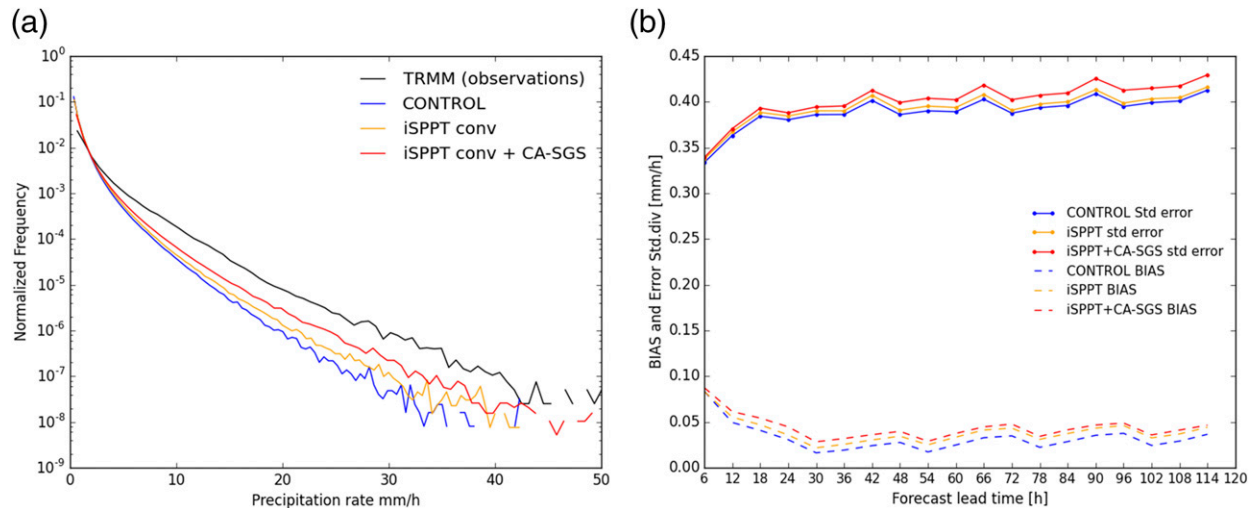 (a)
10^0
10^-1
10^-2
10^-3
10^-4
10^-5
10^-6
10^-7
10^-8
10^-9
Normalized Frequency
0 10 20 30 40 50
Precipitation rate mm/h
TRMM (observations)
CONTROL
iSPPT conv
iSPPT conv + CA-SGS
(b)
0.45
0.40
0.35
0.30
0.25
0.20
0.15
0.10
0.05
0.00
BIAS and Error Std.div [mm/h]
6 12 18 24 30 36 42 48 54 60 66 72 78 84 90 96 102 108 114 120
Forecast lead time [h]
CONTROL Std error
iSPPT std error
iSPPT+CA-SGS std error
CONTROL BIAS
iSPPT BIAS
iSPPT+CA-SGS BIAS